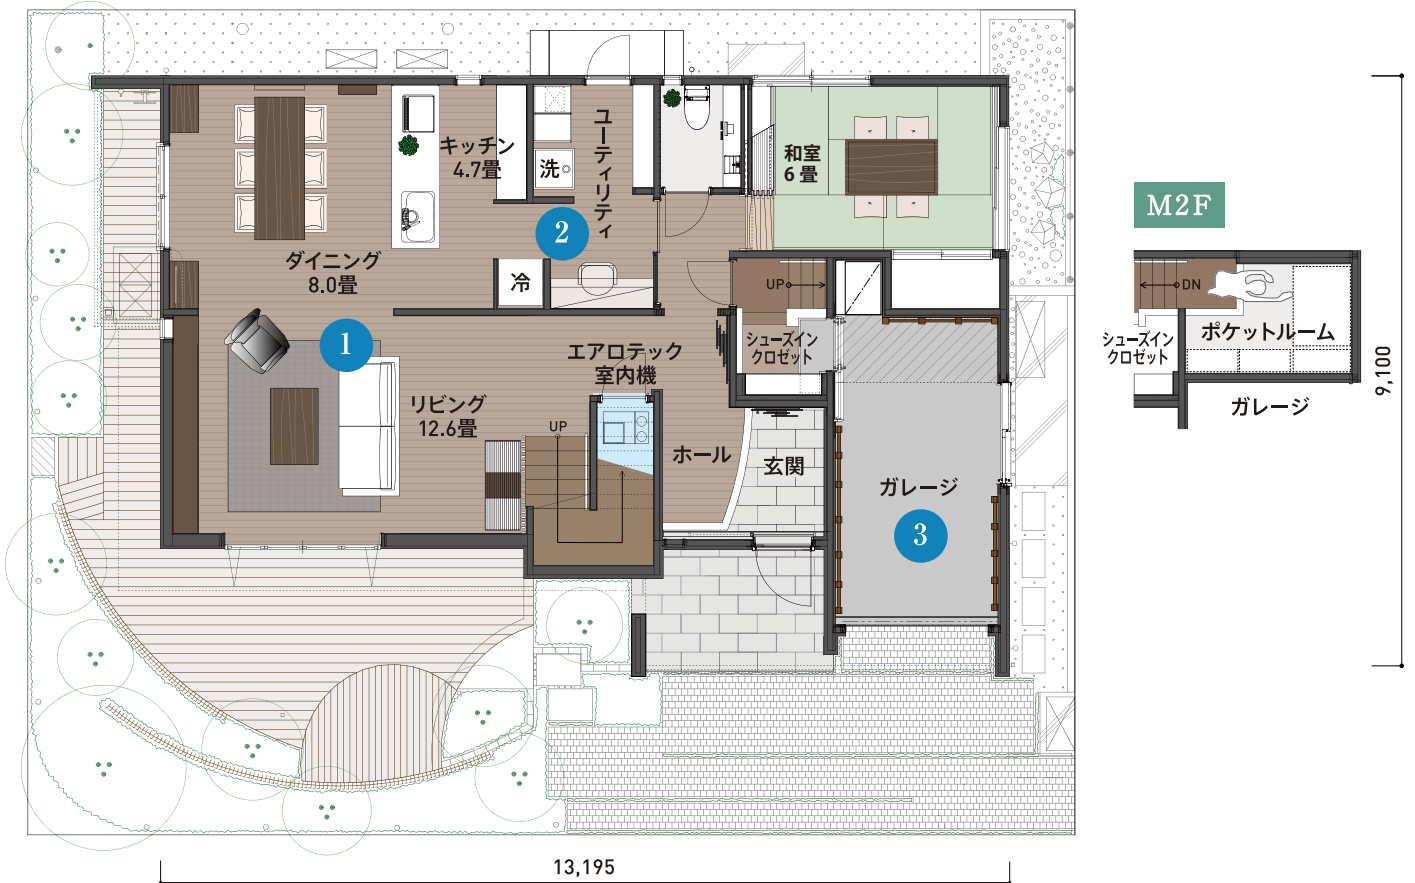 キッチン
4.7畳
洗
ユーティリティ
和室
6 畳
2
ダイニング
8.0畳
冷
UP
1
シューズイン
クロゼット
エアロテック
室内機
リビング
12.6畳
UP
ホール
玄関
ガレージ
3
13,195
M2F
DN
シューズイン
クロゼット
ポケットルーム
ガレージ
9,100